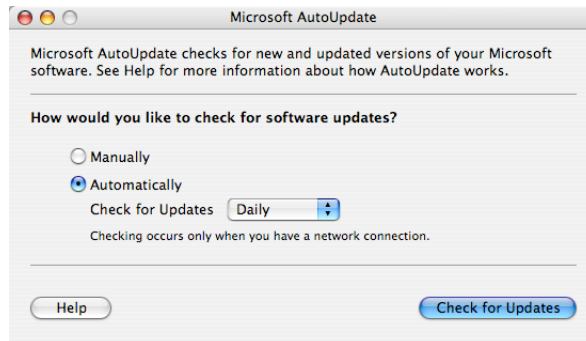 Microsoft AutoUpdate
Microsoft AutoUpdate checks for new and updated versions of your Microsoft
software. See Help for more information about how AutoUpdate works.
How would you like to check for software updates?
Manually
Automatically
Check for Updates Daily
Checking occurs only when you have a network connection.
Help Check for Updates